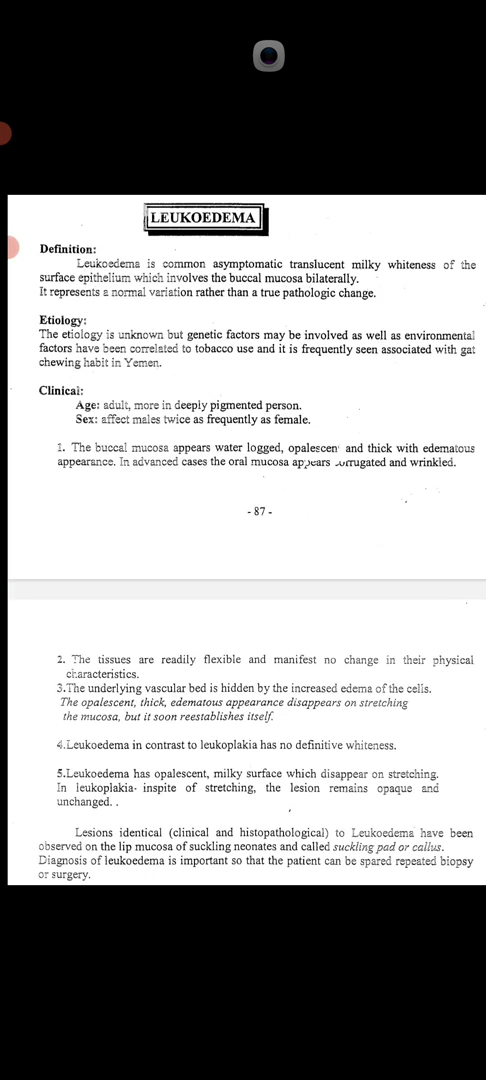 LEUKOEDEMA
Definition:
Leukoedema is common asymptomatic translucent milky whiteness of the
surface epithelium which involves the buccal mucosa bilaterally.
It represents a normal variation rather than a true pathologic change.
Etiology:
The etiology is unknown but genetic factors may be involved as well as environmental
factors have been correlated to tobacco use and it is frequently seen associated with gat
chewing habit in Yemen.
Clinical:
Age: adult, more in deeply pigmented person.
Sex: affect males twice as frequently as female.
1. The buccal mucosa appears water logged, opalescen and thick with edematous
appearance. In advanced cases the oral mucosa appears corrugated and wrinkled.
- 87 -
2. The tissues are readily flexible and manifest no change in their physical
characteristics.
3.The underlying vascular bed is hidden by the increased edema of the cells.
The opalescent, thick, edematous appearance disappears on stretching
the mucosa, but it soon reestablishes itself.
4.Leukoedema in contrast to leukoplakia has no definitive whiteness.
5.Leukoedema has opalescent, milky surface which disappear on stretching.
In leukoplakia- inspite of stretching, the lesion remains opaque and
unchanged. .
Lesions identical (clinical and histopathological) to Leukoedema have been
observed on the lip mucosa of suckling neonates and called suckling pad or callus.
Diagnosis of leukoedema is important so that the patient can be spared repeated biopsy
or surgery.